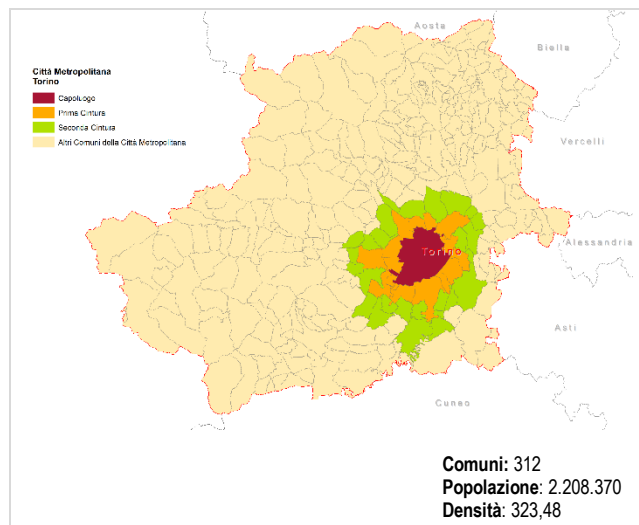 Aosta
Biella
Città Metropolitana
Torino
Capoluogo
Prima Cintura
Seconda Cintura
Altri Comuni della Città Metropolitana
Vercelli
Alessandria
Torino
Asti
Cuneo
Comuni: 312
Popolazione: 2.208.370
Densità: 323,48